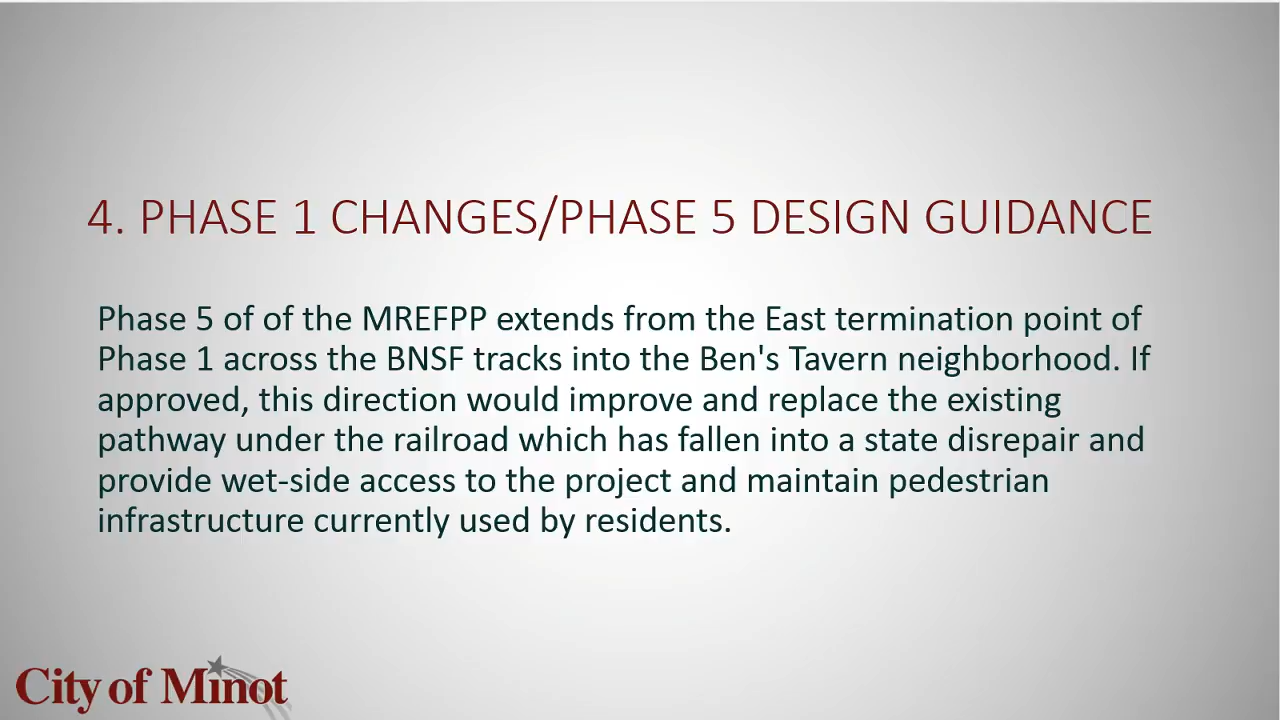 4. PHASE 1 CHANGES/PHASE 5 DESIGN GUIDANCE
Phase 5 of of the MREFPP extends from the East termination point of
Phase 1 across the BNSF tracks into the Ben's Tavern neighborhood. If
approved, this direction would improve and replace the existing
pathway under the railroad which has fallen into a state disrepair and
provide wet-side access to the project and maintain pedestrian
infrastructure currently used by residents.
City of Minot